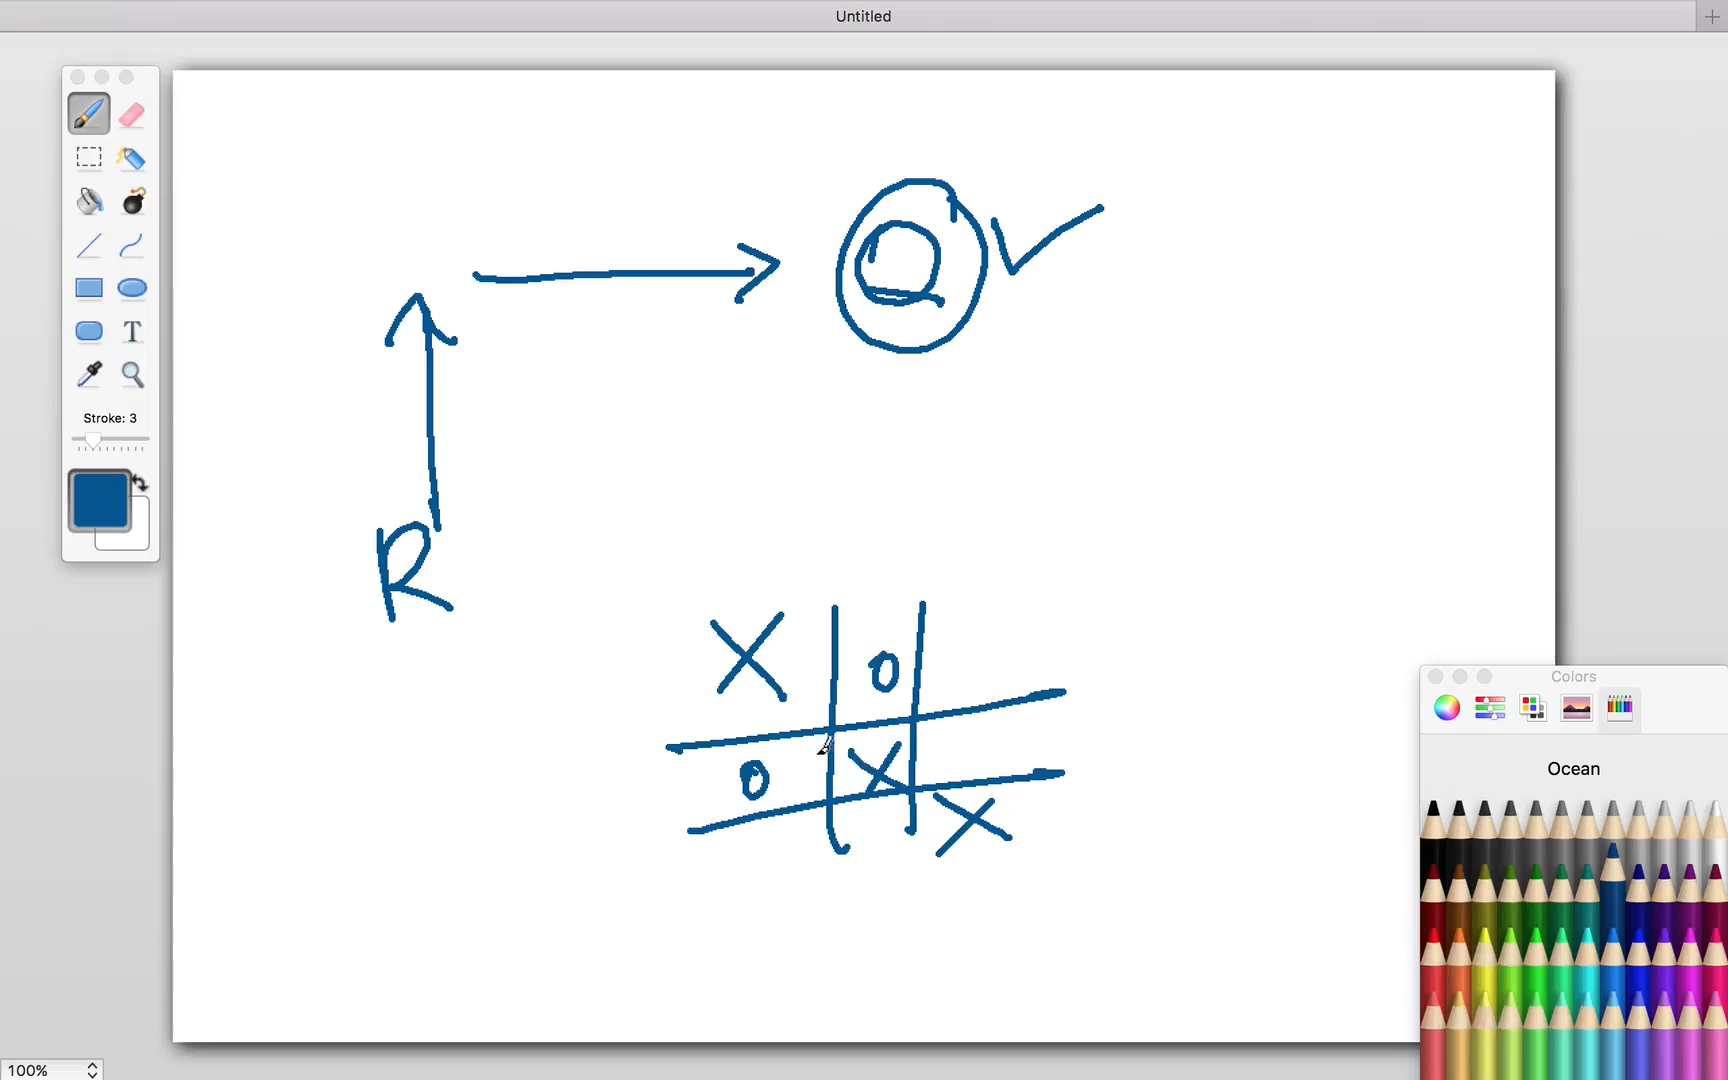 Untitled
T
Stroke: 3
Q
R
X O
O X
X
Colors
Ocean
100%